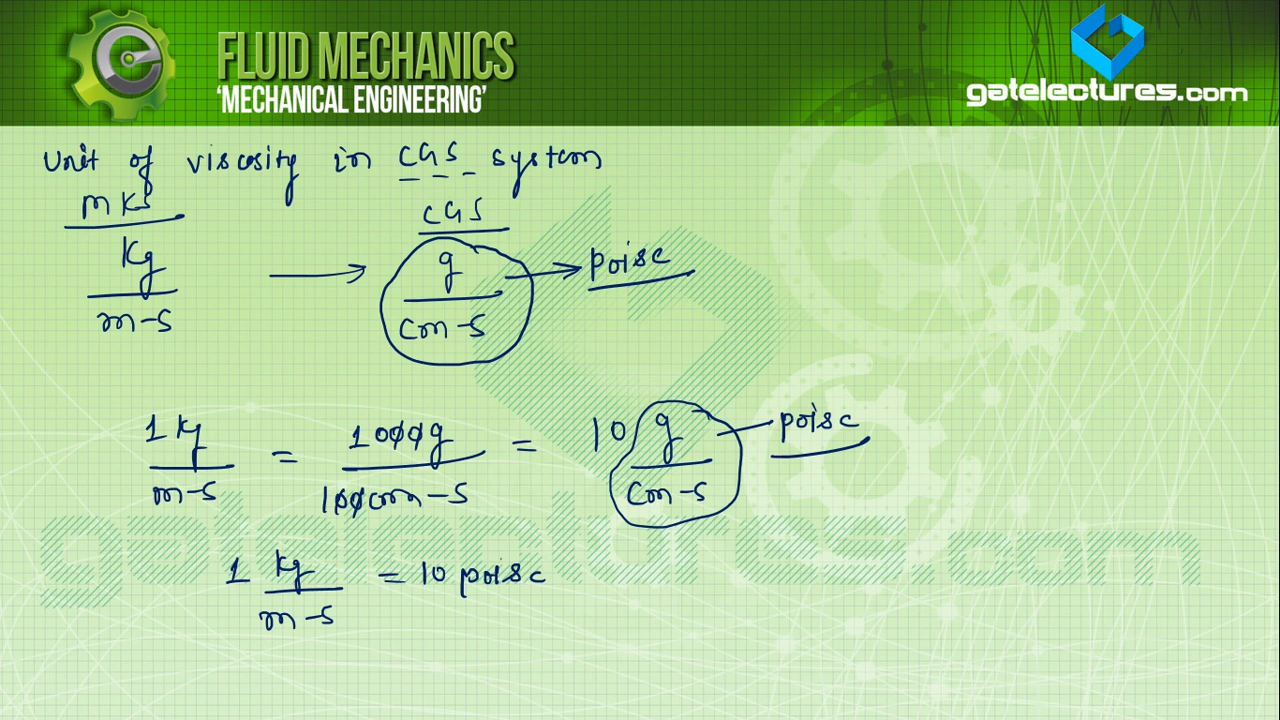 FLUID MECHANICS
'MECHANICAL ENGINEERING'
gatelectures.com
Unit of viscosity in CGS system
MKS
CGS
Kg
m-s
g
cm-s
poise
1 kg
m-s
=
1000g
100cm-s
=
10 g
cm-s
poise
1 kg
m-s
= 10 poise
gatelectures.com